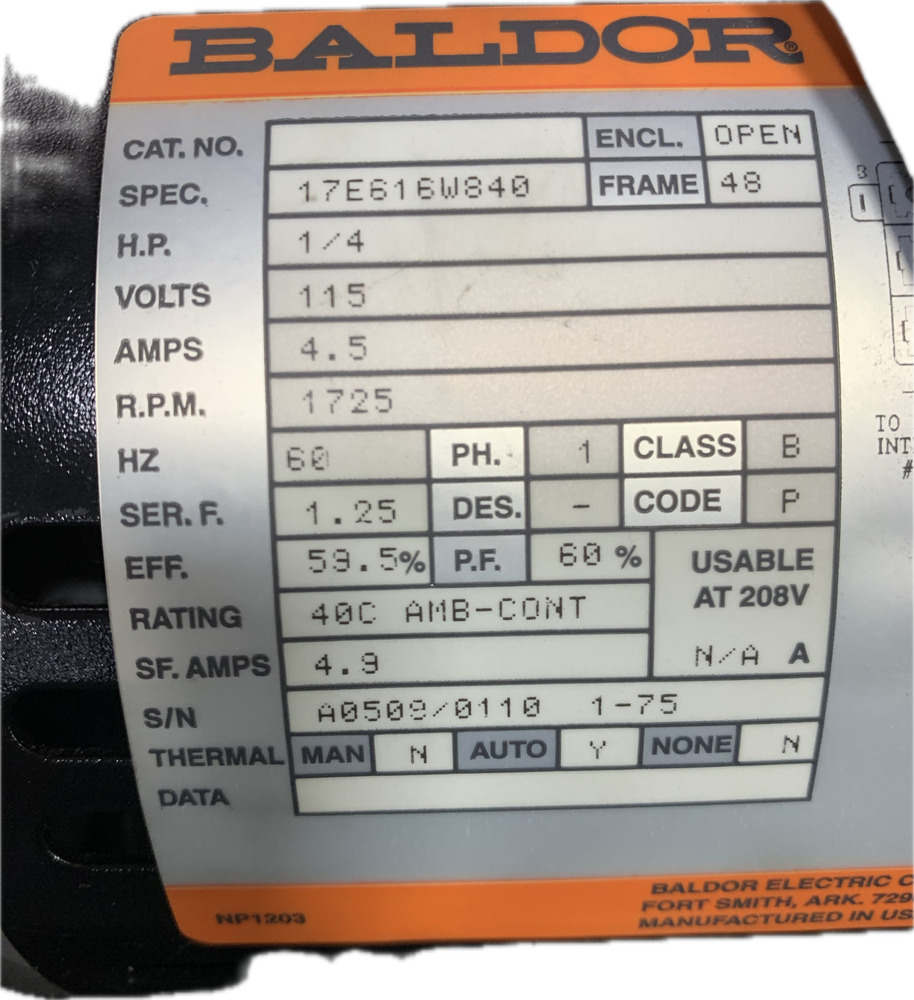 BALDOR®
CAT. NO. ENCL. OPEN
SPEC. 17E616W840 FRAME 48
H.P. 1/4
VOLTS 115
AMPS 4.5
R.P.M. 1725
HZ 60 PH. 1 CLASS B
SER. F. 1.25 DES. - CODE P
EFF. 59.5% P.F. 60 % USABLE
AT 208V
RATING 40C AMB-CONT
SF. AMPS 4.9 N/A A
S/N A0509/0110 1-75
THERMAL MAN N AUTO Y NONE N
DATA
NP1203
BALDOR ELECTRIC C
FORT SMITH, ARK. 729
MANUFACTURED IN US
3
1
TO
INT
#